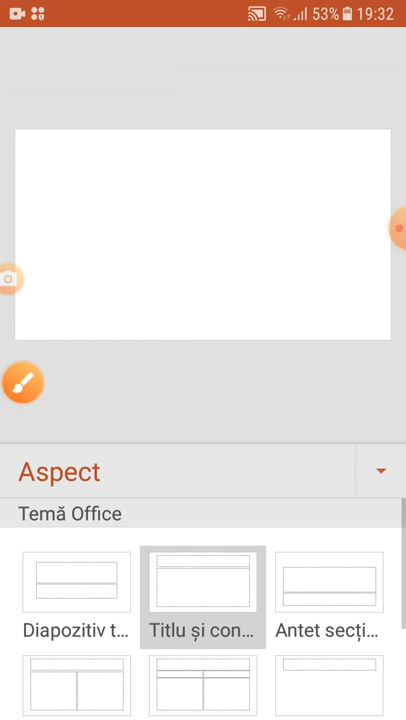 53% 19:32
Aspect
Temă Office
Diapozitiv t...
Titlu și con...
Antet secți...